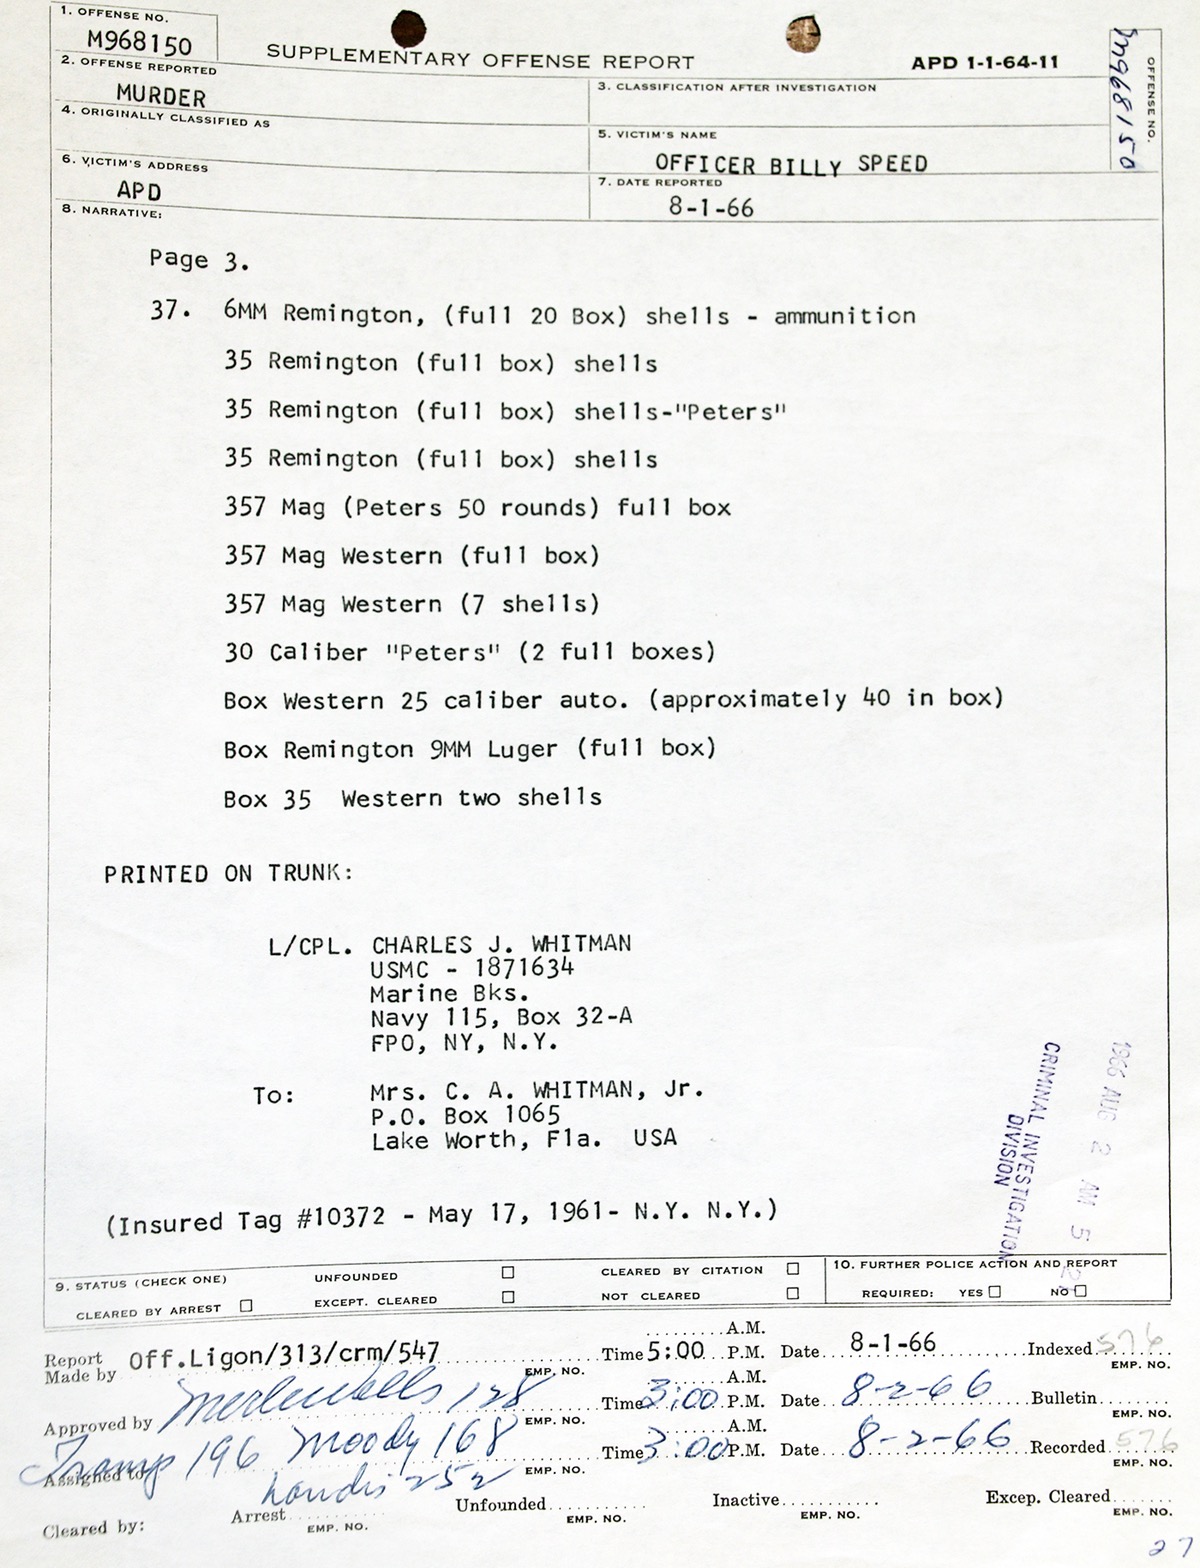 1. OFFENSE NO.
M968150
SUPPLEMENTARY OFFENSE REPORT
APD 1-1-64-11
OFFENSE NO.
M968150
2. OFFENSE REPORTED
MURDER
3. CLASSIFICATION AFTER INVESTIGATION
4. ORIGINALLY CLASSIFIED AS
5. VICTIM'S NAME
OFFICER BILLY SPEED
6. VICTIM'S ADDRESS
APD
7. DATE REPORTED
8-1-66
8. NARRATIVE:
Page 3.
37. 6MM Remington, (full 20 Box) shells - ammunition
35 Remington (full box) shells
35 Remington (full box) shells-"Peters"
35 Remington (full box) shells
357 Mag (Peters 50 rounds) full box
357 Mag Western (full box)
357 Mag Western (7 shells)
30 Caliber "Peters" (2 full boxes)
Box Western 25 caliber auto. (approximately 40 in box)
Box Remington 9MM Luger (full box)
Box 35 Western two shells
PRINTED ON TRUNK:
L/CPL. CHARLES J. WHITMAN
USMC - 1871634
Marine Bks.
Navy 115, Box 32-A
FPO, NY, N.Y.
To: Mrs. C. A. WHITMAN, Jr.
P.O. Box 1065
Lake Worth, Fla. USA
(Insured Tag #10372 - May 17, 1961- N.Y. N.Y.)
CRIMINAL INVESTIGATION
DIVISION
1966 AUG 2 AM 5
9. STATUS (CHECK ONE) UNFOUNDED CLEARED BY CITATION 10. FURTHER POLICE ACTION AND REPORT
CLEARED BY ARREST EXCEPT. CLEARED NOT CLEARED REQUIRED: YES NO
A.M.
Report Made by Off.Ligon/313/crm/547 EMP. NO. Time 5:00 P.M. Date 8-1-66 Indexed 576 EMP. NO.
A.M.
Approved by Merle Wells 128 EMP. NO. Time 3:00 P.M. Date 8-2-66 Bulletin EMP. NO.
A.M.
Assigned to 196 Moody 168 EMP. NO. Time 3:00 P.M. Date 8-2-66 Recorded 576 EMP. NO.
Landis 252
Cleared by: Arrest EMP. NO. Unfounded EMP. NO. Inactive EMP. NO. Excep. Cleared EMP. NO.
27